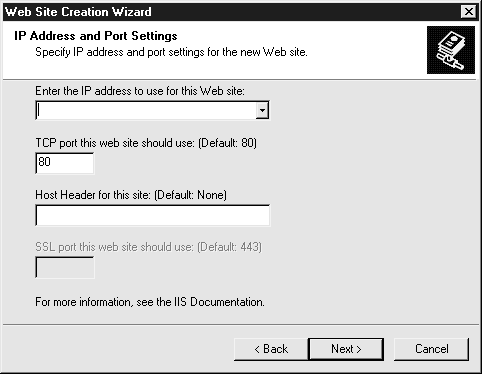 Web Site Creation Wizard
IP Address and Port Settings
Specify IP address and port settings for the new Web site.
Enter the IP address to use for this Web site:
TCP port this web site should use: (Default: 80)
80
Host Header for this site: (Default: None)
SSL port this web site should use: (Default: 443)
For more information, see the IIS Documentation.
< Back
Next >
Cancel